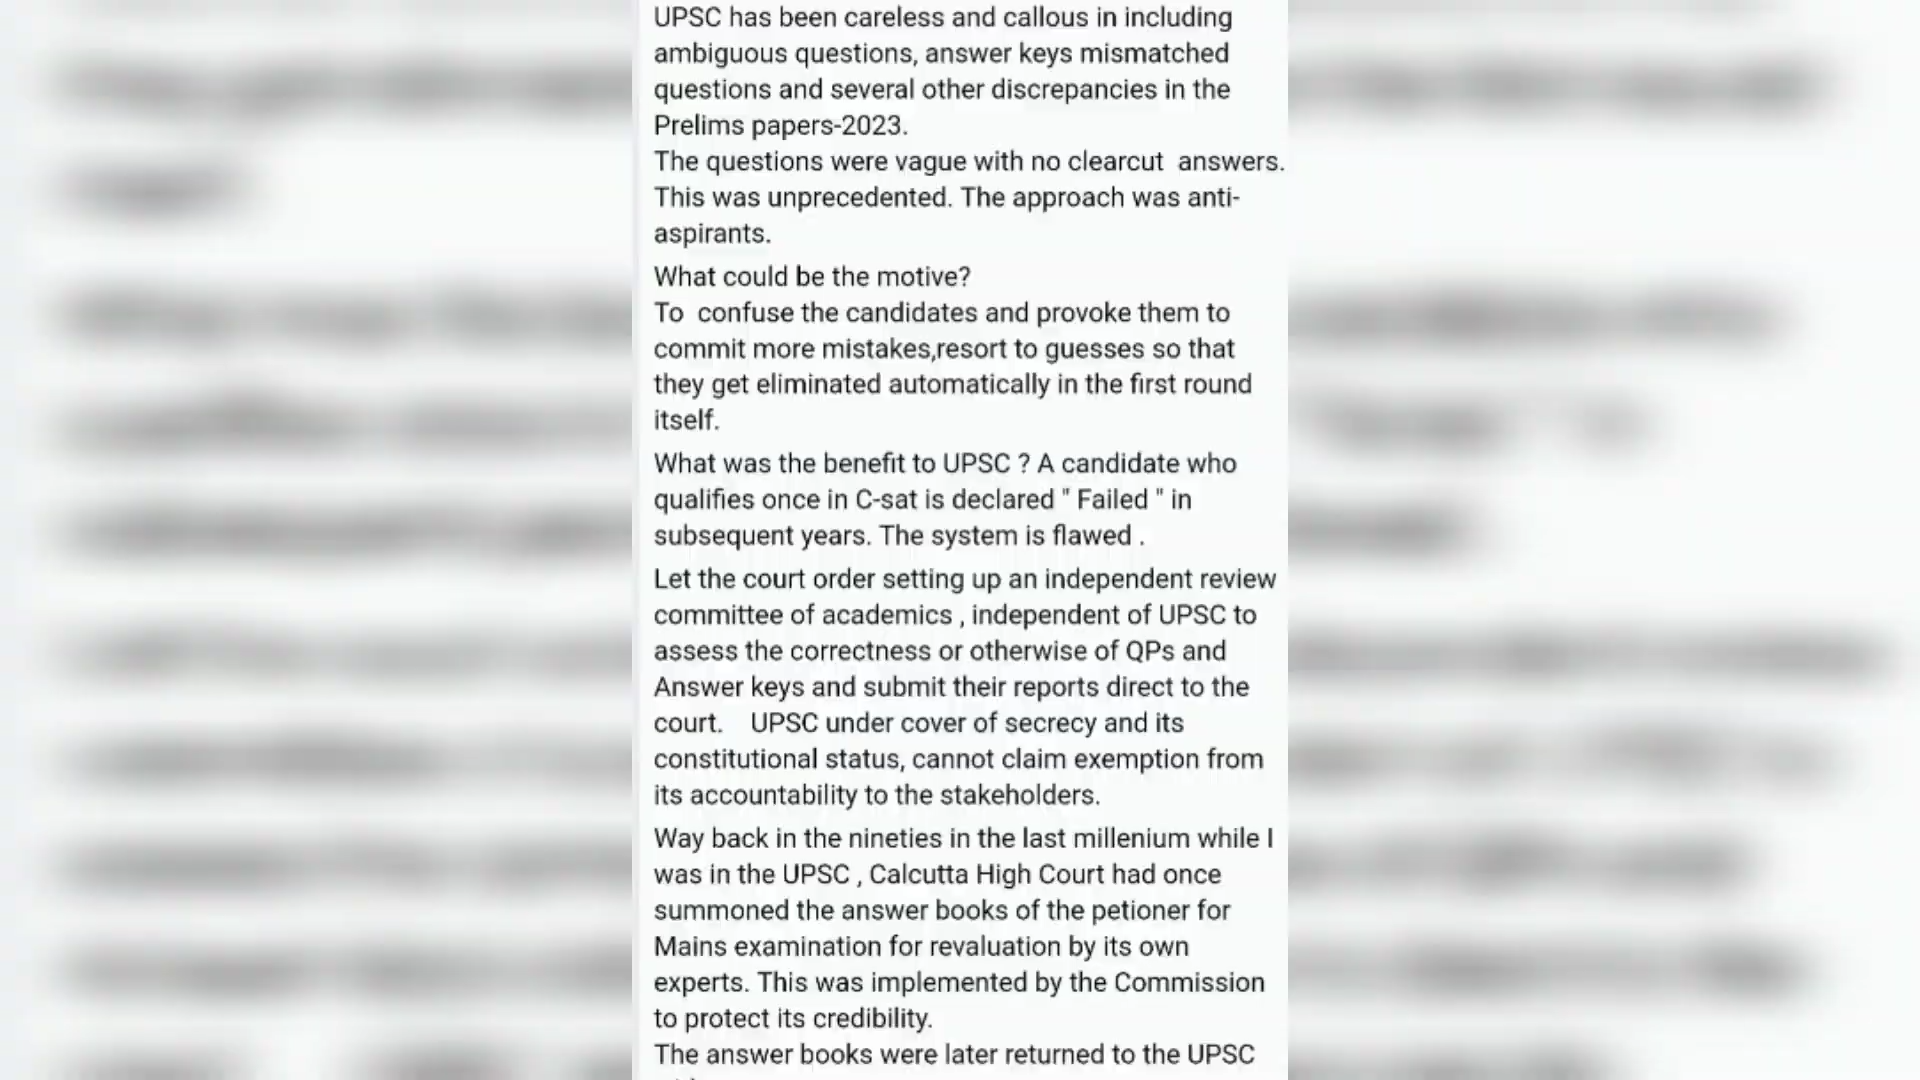 UPSC has been careless and callous in including
ambiguous questions, answer keys mismatched
questions and several other discrepancies in the
Prelims papers-2023.
The questions were vague with no clearcut  answers.
This was unprecedented. The approach was anti-
aspirants.
What could be the motive?
To  confuse the candidates and provoke them to
commit more mistakes,resort to guesses so that
they get eliminated automatically in the first round
itself.
What was the benefit to UPSC ? A candidate who
qualifies once in C-sat is declared " Failed " in
subsequent years. The system is flawed .
Let the court order setting up an independent review
committee of academics , independent of UPSC to
assess the correctness or otherwise of QPs and
Answer keys and submit their reports direct to the
court.    UPSC under cover of secrecy and its
constitutional status, cannot claim exemption from
its accountability to the stakeholders.
Way back in the nineties in the last millenium while I
was in the UPSC , Calcutta High Court had once
summoned the answer books of the petioner for
Mains examination for revaluation by its own
experts. This was implemented by the Commission
to protect its credibility.
The answer books were later returned to the UPSC